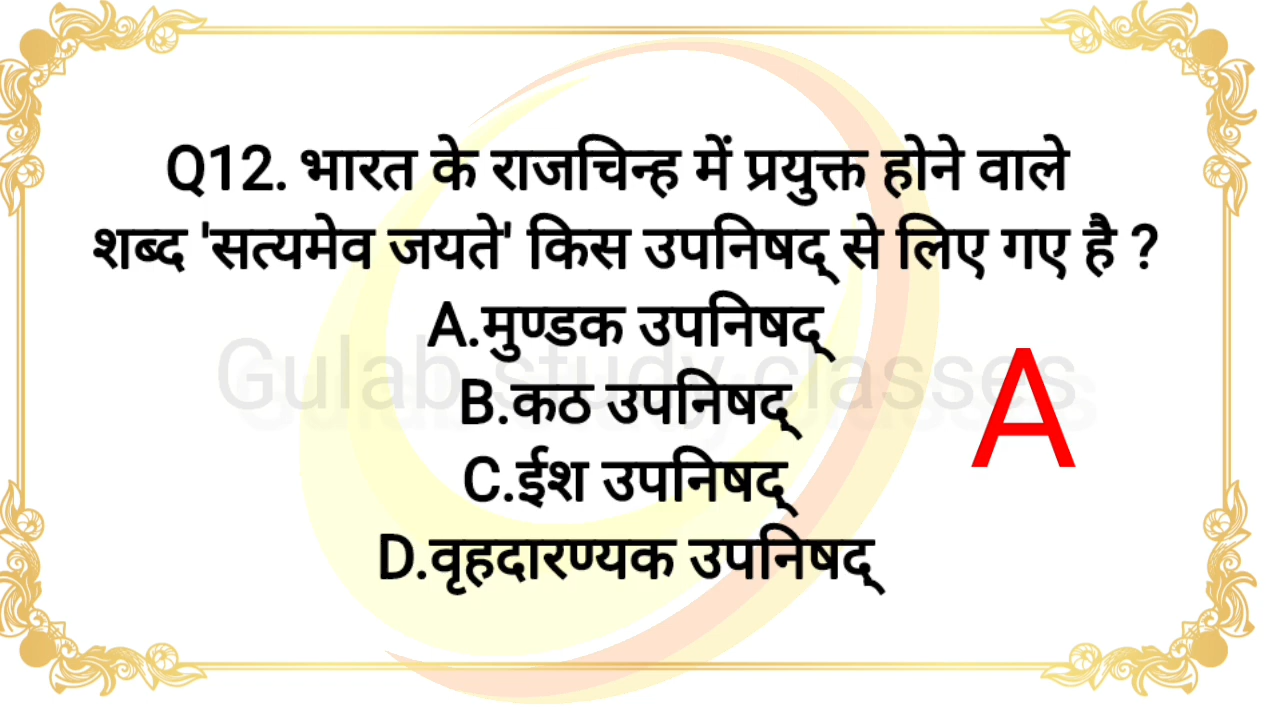 Q12. भारत के राजचिन्ह में प्रयुक्त होने वाले
शब्द 'सत्यमेव जयते' किस उपनिषद् से लिए गए है ?
A.मुण्डक उपनिषद्
B.कठ उपनिषद्
C.ईश उपनिषद्
D.वृहदारण्यक उपनिषद्
A
Gulab study classes